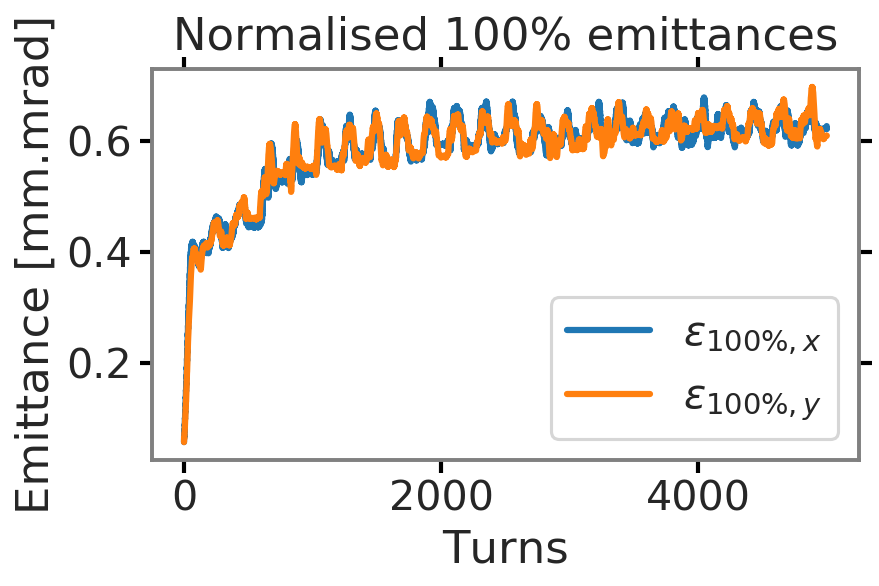 Normalised 100% emittances
Emittance [mm.mrad]
0.6
0.4
0.2
ε100%, x
ε100%, y
0 2000 4000
Turns